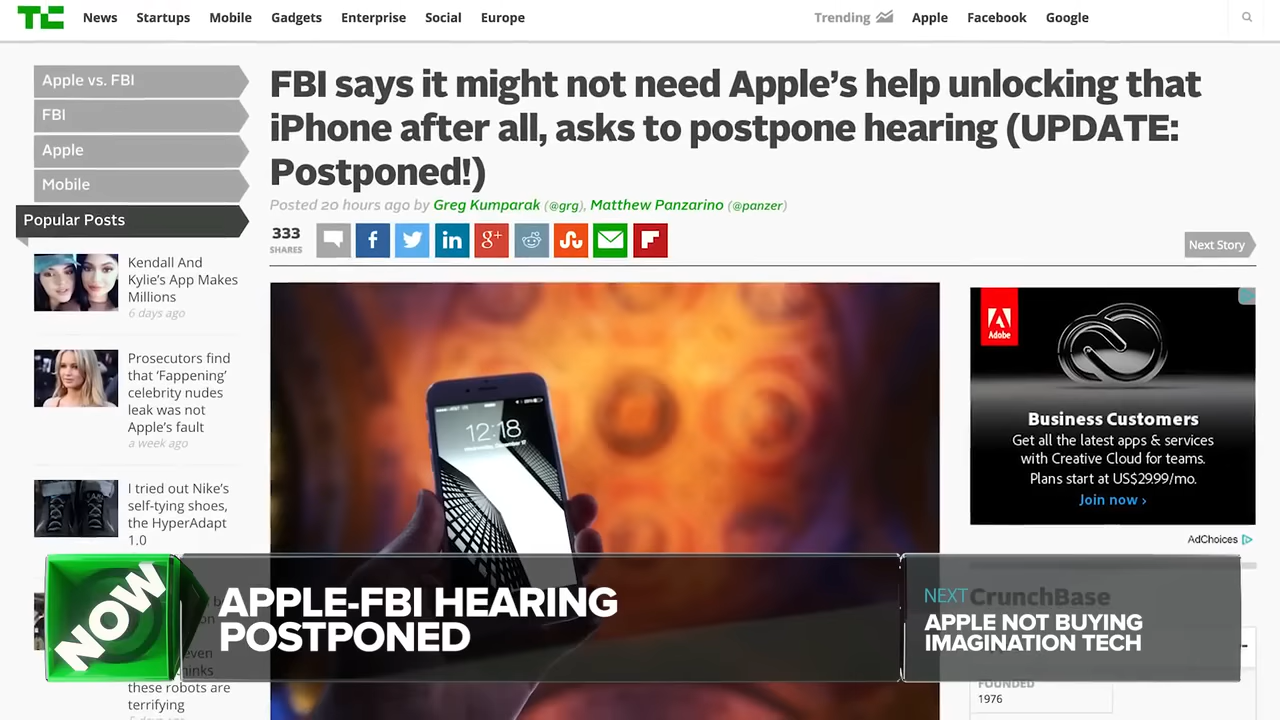 TC
News Startups Mobile Gadgets Enterprise Social Europe
Trending Apple Facebook Google
Apple vs. FBI
FBI
Apple
Mobile
Popular Posts
Kendall And
Kylie's App Makes
Millions
6 days ago
Prosecutors find
that 'Fappening'
celebrity nudes
leak was not
Apple's fault
a week ago
I tried out Nike's
self-tying shoes,
the HyperAdapt
1.0
these robots are
terrifying
FBI says it might not need Apple's help unlocking that
iPhone after all, asks to postpone hearing (UPDATE:
Postponed!)
Posted 20 hours ago by Greg Kumparak (@grg), Matthew Panzarino (@panzer)
333
SHARES
f
in
g+
Next Story
12:18
Adobe
Business Customers
Get all the latest apps & services
with Creative Cloud for teams.
Plans start at US$29.99/mo.
Join now ›
AdChoices
CrunchBase
FOUNDED
1976
NOW
APPLE-FBI HEARING
POSTPONED
NEXT
APPLE NOT BUYING
IMAGINATION TECH